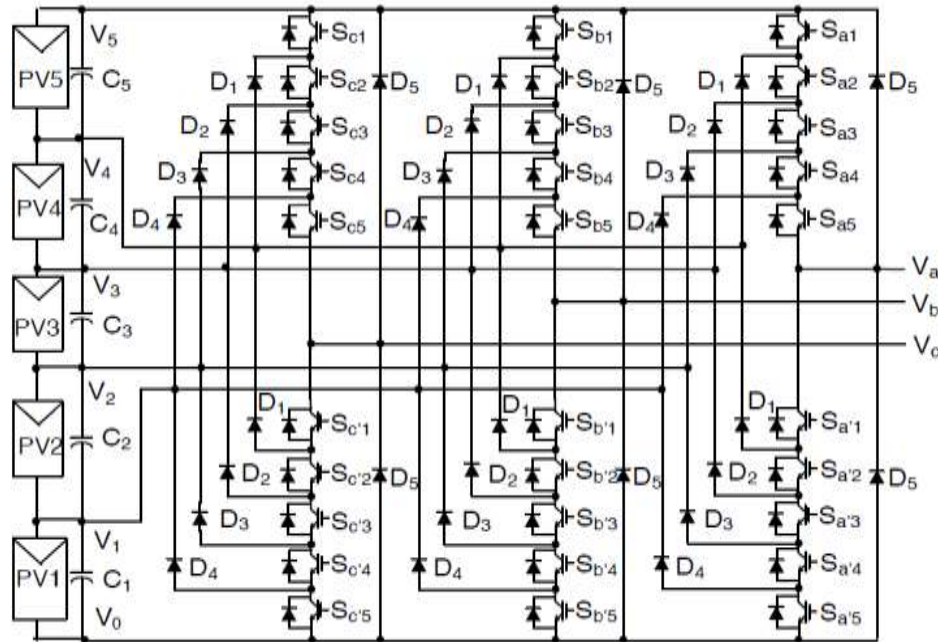 V5 Sc1 Sb1 Sa1
PV5 C5 D1 Sc2 D5 D1 Sb2 D5 D1 Sa2 D5
D2 Sc3 D2 Sb3 D2 Sa3
V4 D3 Sc4 D3 Sb4 D3 Sa4
PV4 C4 D4 Sc5 D4 Sb5 D4 Sa5
Va
V3
PV3 C3 Vb
Vc
V2
D1 Sc'1 D1 Sb'1 D1 Sa'1
PV2 C2
D2 Sc'2 D5 D2 Sb'2 D5 D2 Sa'2 D5
D3 Sc'3 D3 Sb'3 D3 Sa'3
V1
PV1 C1 D4 Sc'4 D4 Sb'4 D4 Sa'4
V0 Sc'5 Sb'5 Sa'5